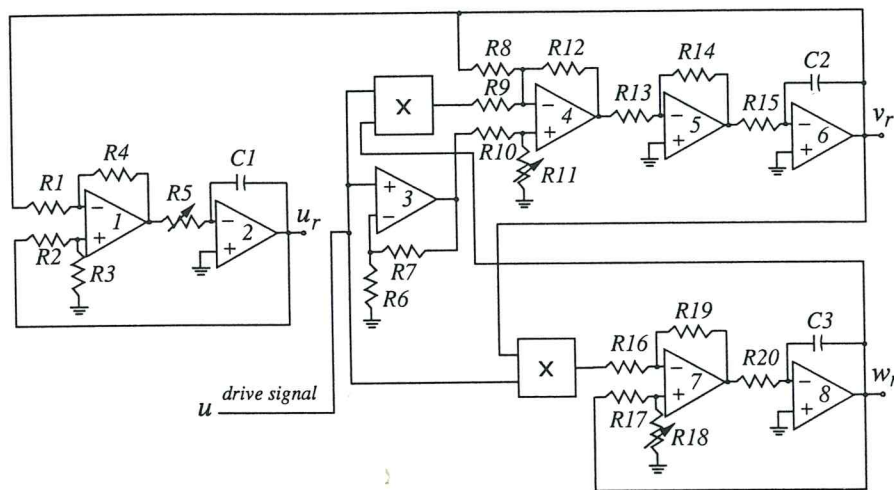 R8
R12
R14
C2
R9
R13
R15
v_r
X
4
5
6
R10
R11
R4
C1
R1
R5
3
1
2
u_r
R2
R3
R7
R6
R19
C3
R16
R20
w_r
X
7
8
u drive signal
R17
R18
− + − + + − − + − + − + − + − +